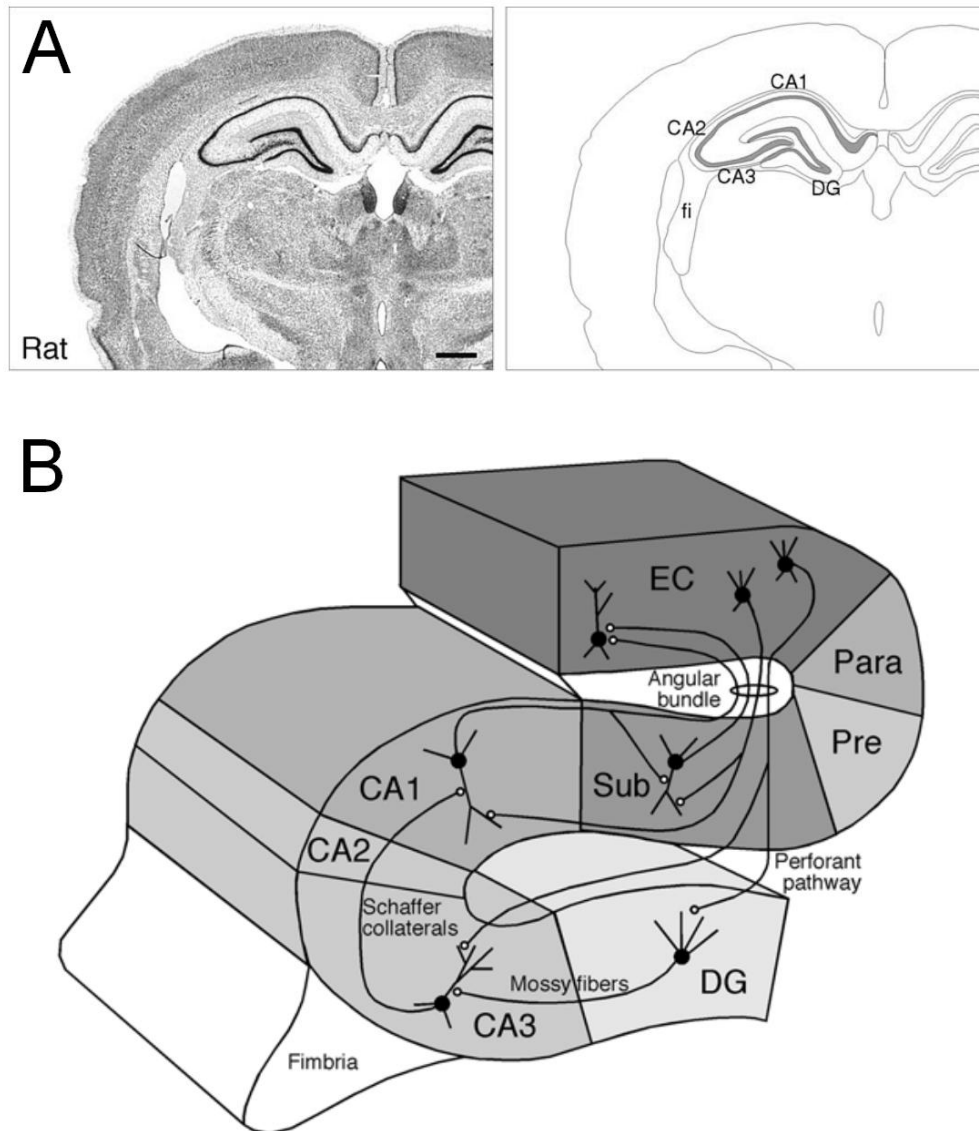 A
Rat
CA1
CA2
CA3
DG
fi
B
EC
Para
Angular
bundle
Pre
Sub
CA1
CA2
Perforant
pathway
Schaffer
collaterals
Mossy fibers
DG
CA3
Fimbria